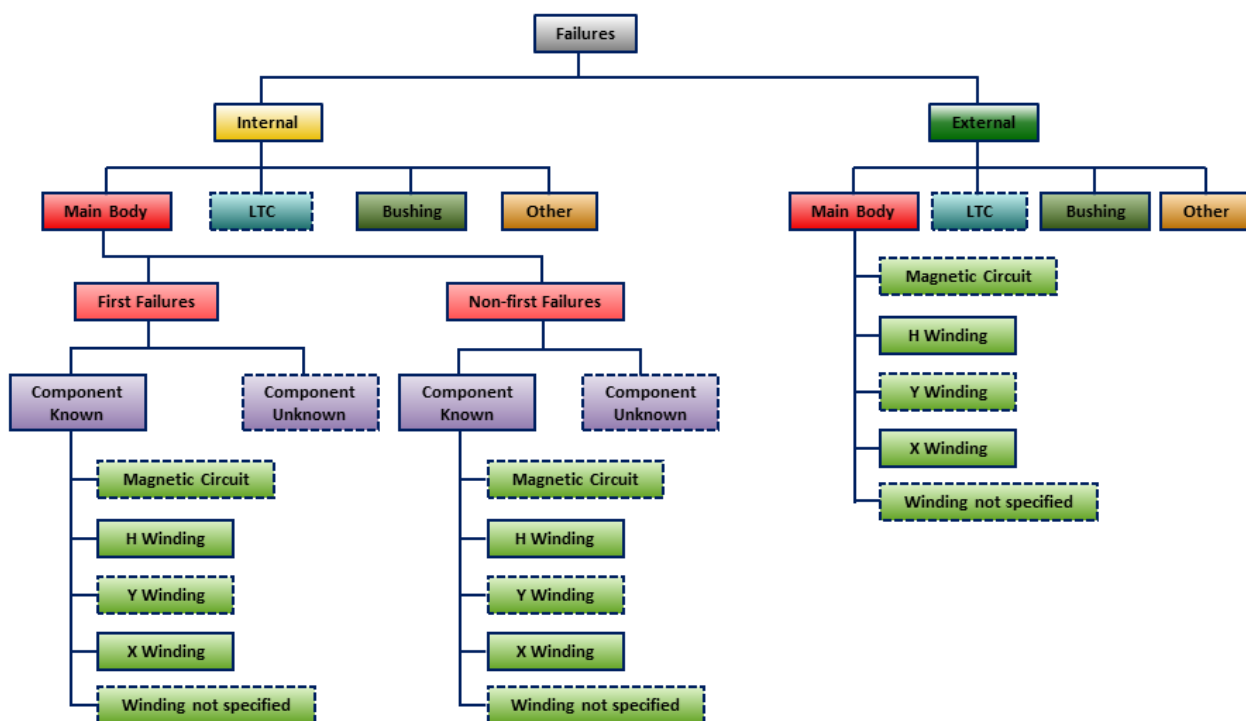 Failures
Internal
External
Main Body
LTC
Bushing
Other
Main Body
LTC
Bushing
Other
First Failures
Non-first Failures
Component
Known
Component
Unknown
Component
Known
Component
Unknown
Magnetic Circuit
H Winding
Y Winding
X Winding
Winding not specified
Magnetic Circuit
H Winding
Y Winding
X Winding
Winding not specified
Magnetic Circuit
H Winding
Y Winding
X Winding
Winding not specified